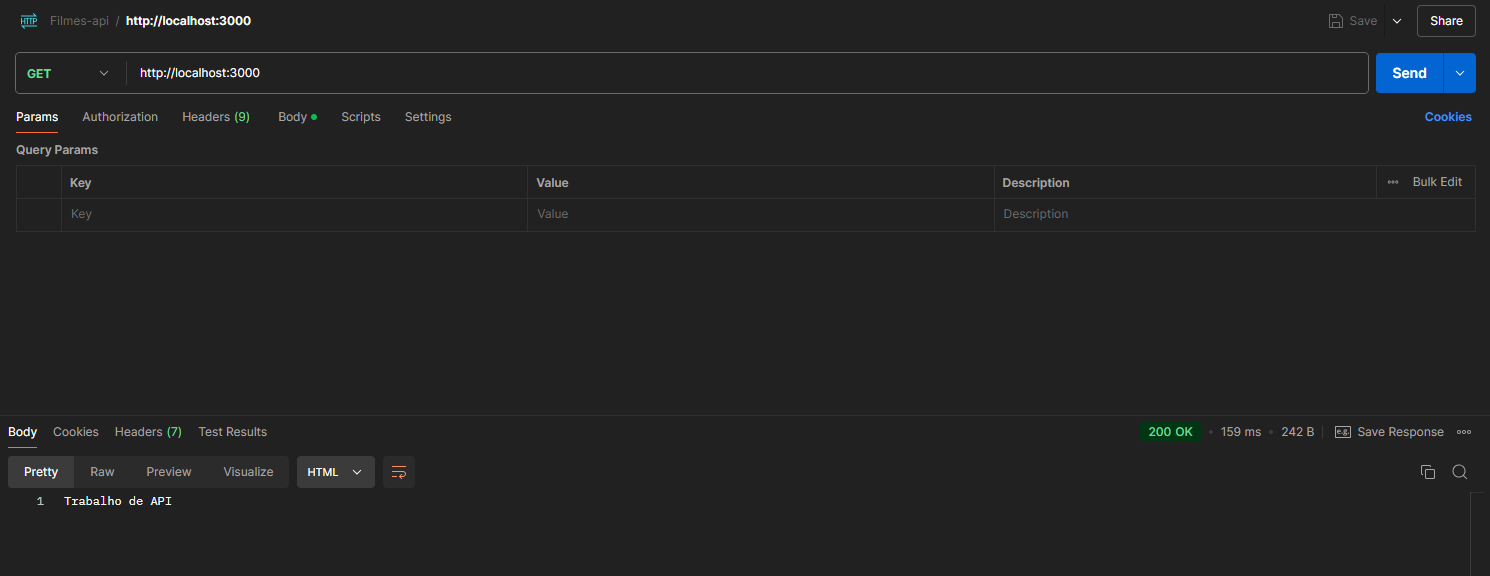 HTTP Filmes-api / http://localhost:3000 Save Share
GET http://localhost:3000 Send
Params Authorization Headers (9) Body Scripts Settings Cookies
Query Params
Key Value Description Bulk Edit
Key Value Description
Body Cookies Headers (7) Test Results 200 OK 159 ms 242 B e.g. Save Response
Pretty Raw Preview Visualize HTML
1 Trabalho de API